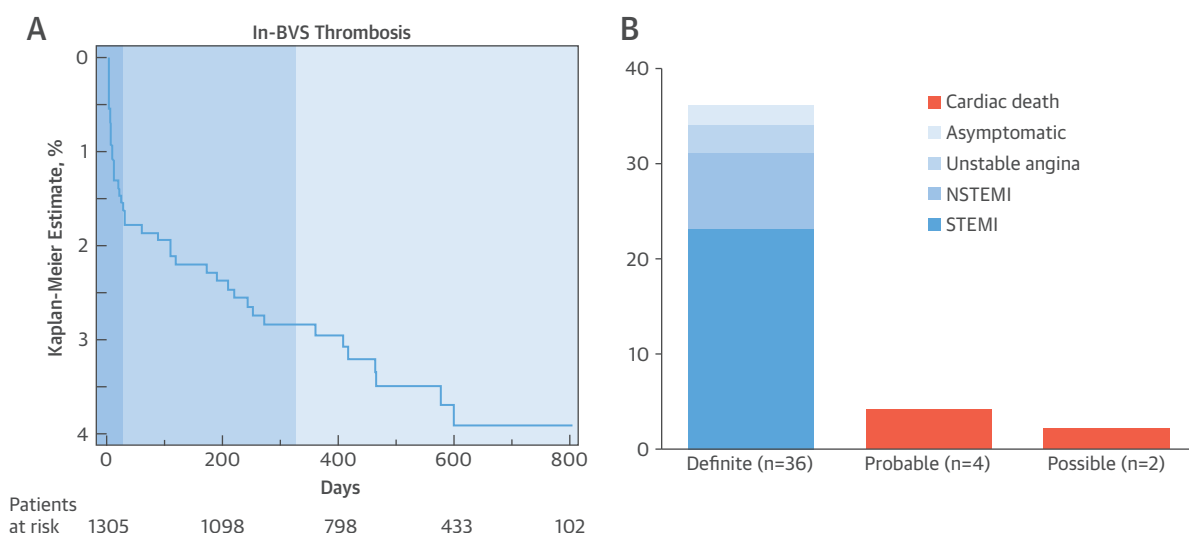 A
In-BVS Thrombosis
Kaplan-Meier Estimate, %
0
1
2
3
4
0 200 400 600 800
Days
Patients
at risk 1305 1098 798 433 102
B
40
30
20
10
0
Cardiac death
Asymptomatic
Unstable angina
NSTEMI
STEMI
Definite (n=36) Probable (n=4) Possible (n=2)